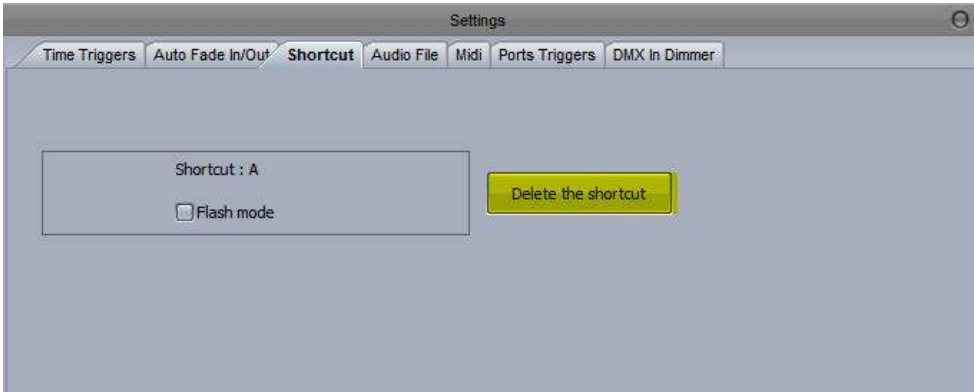 Settings
Time Triggers Auto Fade In/Out Shortcut Audio File Midi Ports Triggers DMX In Dimmer
Shortcut : A
Delete the shortcut
Flash mode